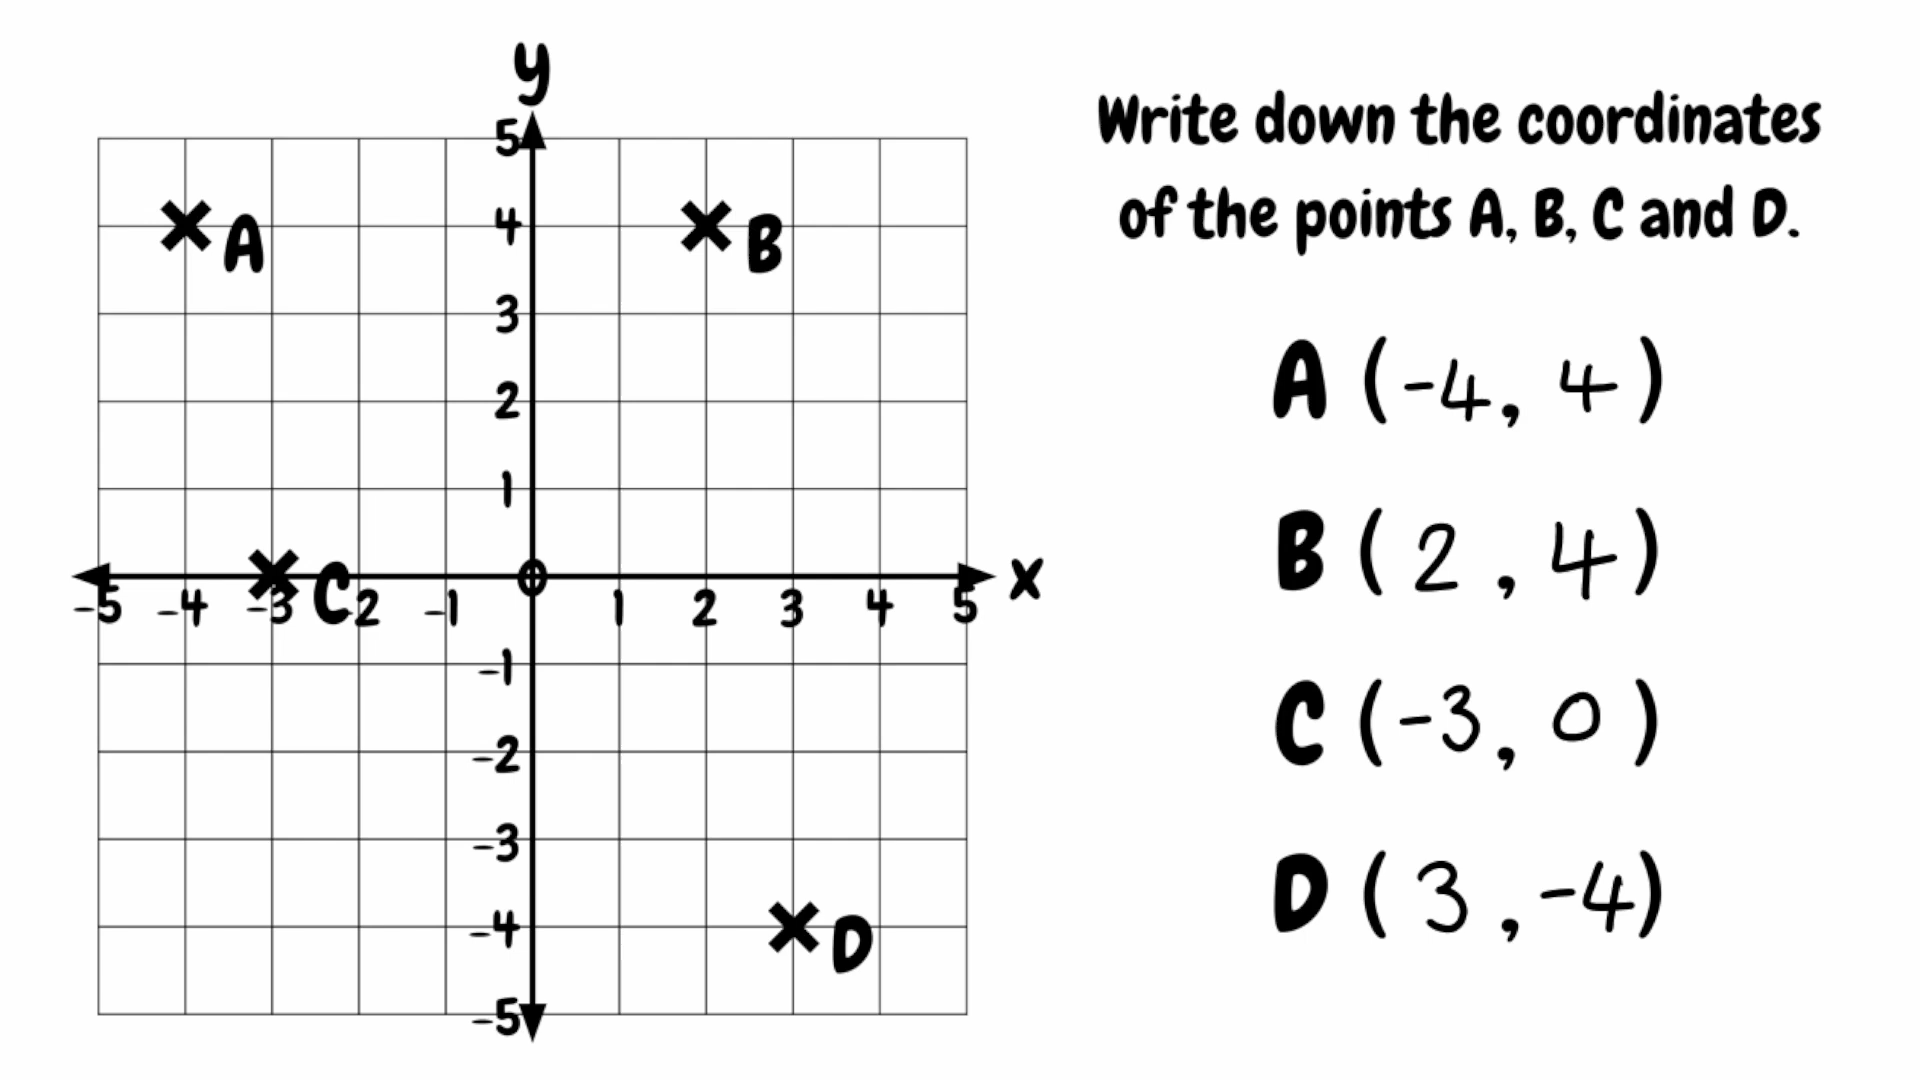 y
5
4
A
B
3
2
1
-5 -4 -3 C 2 -1 0 1 2 3 4 5 x
-1
-2
-3
-4
D
-5
Write down the coordinates
of the points A, B, C and D.
A (-4, 4)
B (2, 4)
C (-3, 0)
D (3, -4)